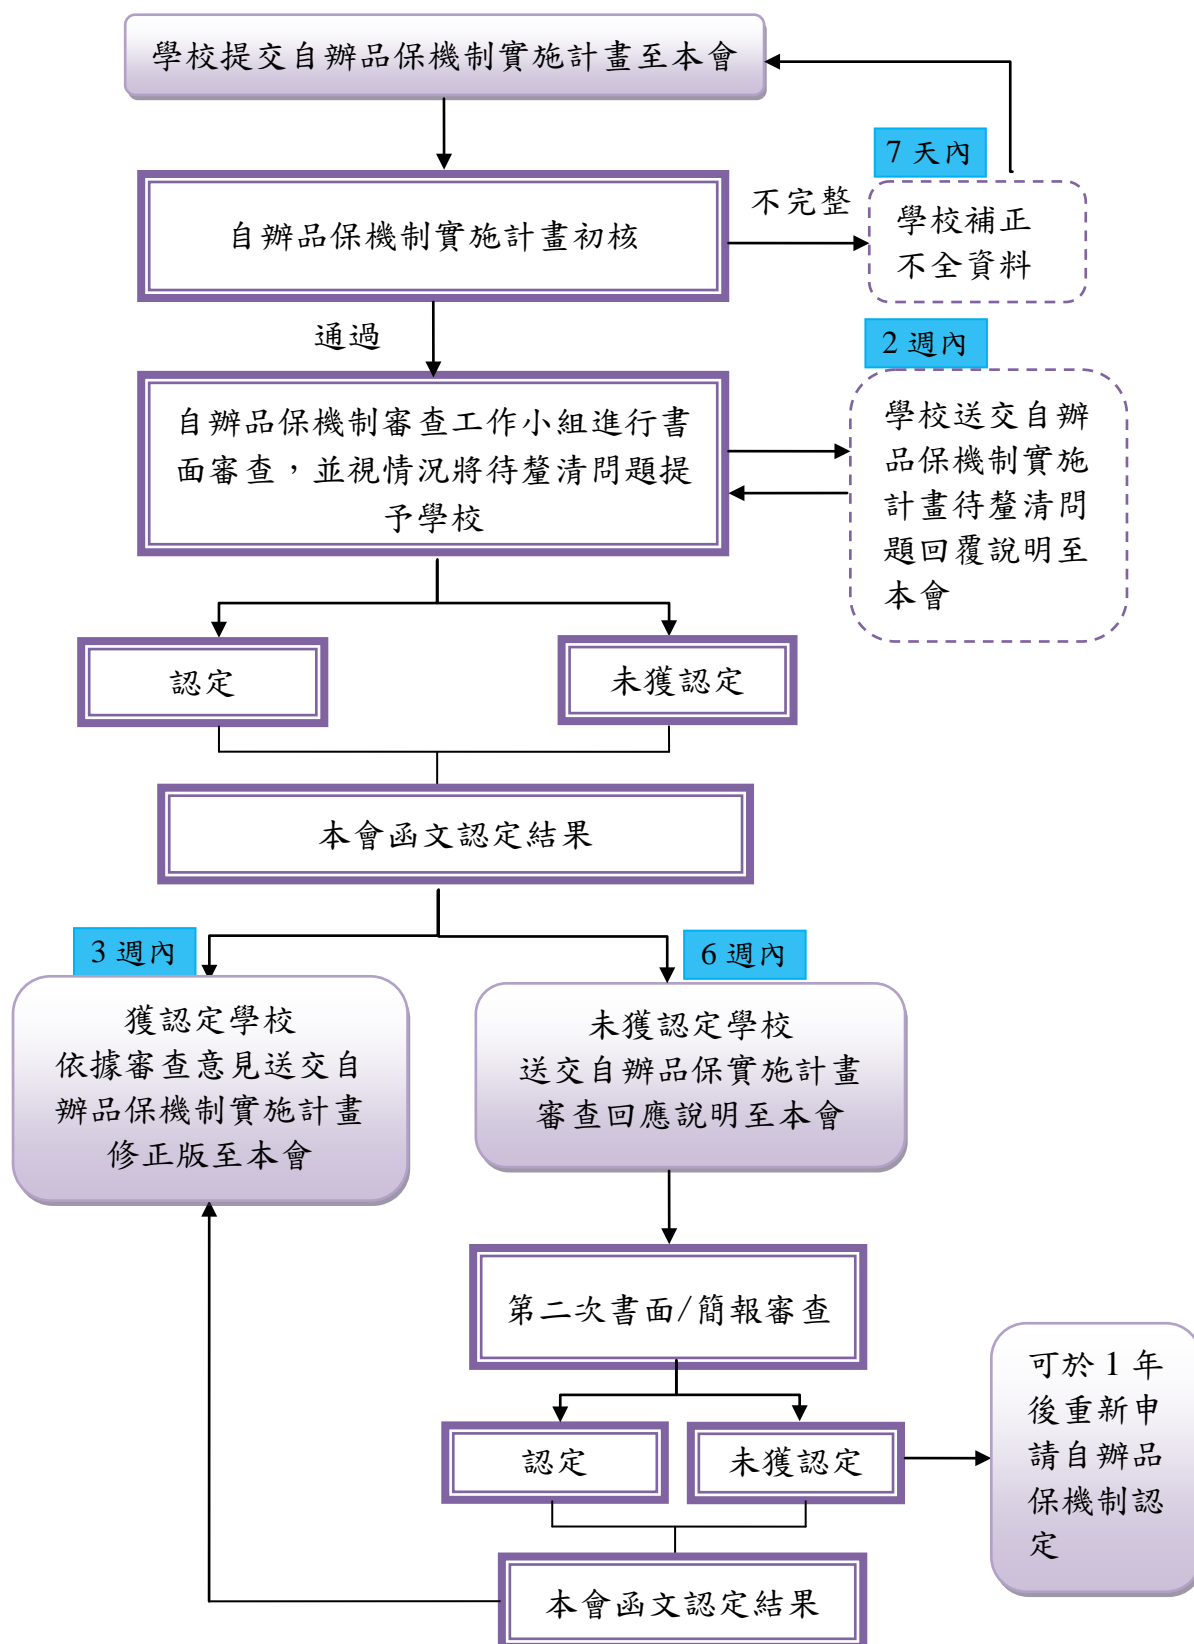 學校提交自辦品保機制實施計畫至本會
7 天內
不完整
學校補正
不全資料
自辦品保機制實施計畫初核
通過
2 週內
自辦品保機制審查工作小組進行書
面審查，並視情況將待釐清問題提
予學校
學校送交自辦
品保機制實施
計畫待釐清問
題回覆說明至
本會
認定
未獲認定
本會函文認定結果
3 週內
6 週內
獲認定學校
依據審查意見送交自
辦品保機制實施計畫
修正版至本會
未獲認定學校
送交自辦品保實施計畫
審查回應說明至本會
第二次書面/簡報審查
認定
未獲認定
可於 1 年
後重新申
請自辦品
保機制認
定
本會函文認定結果